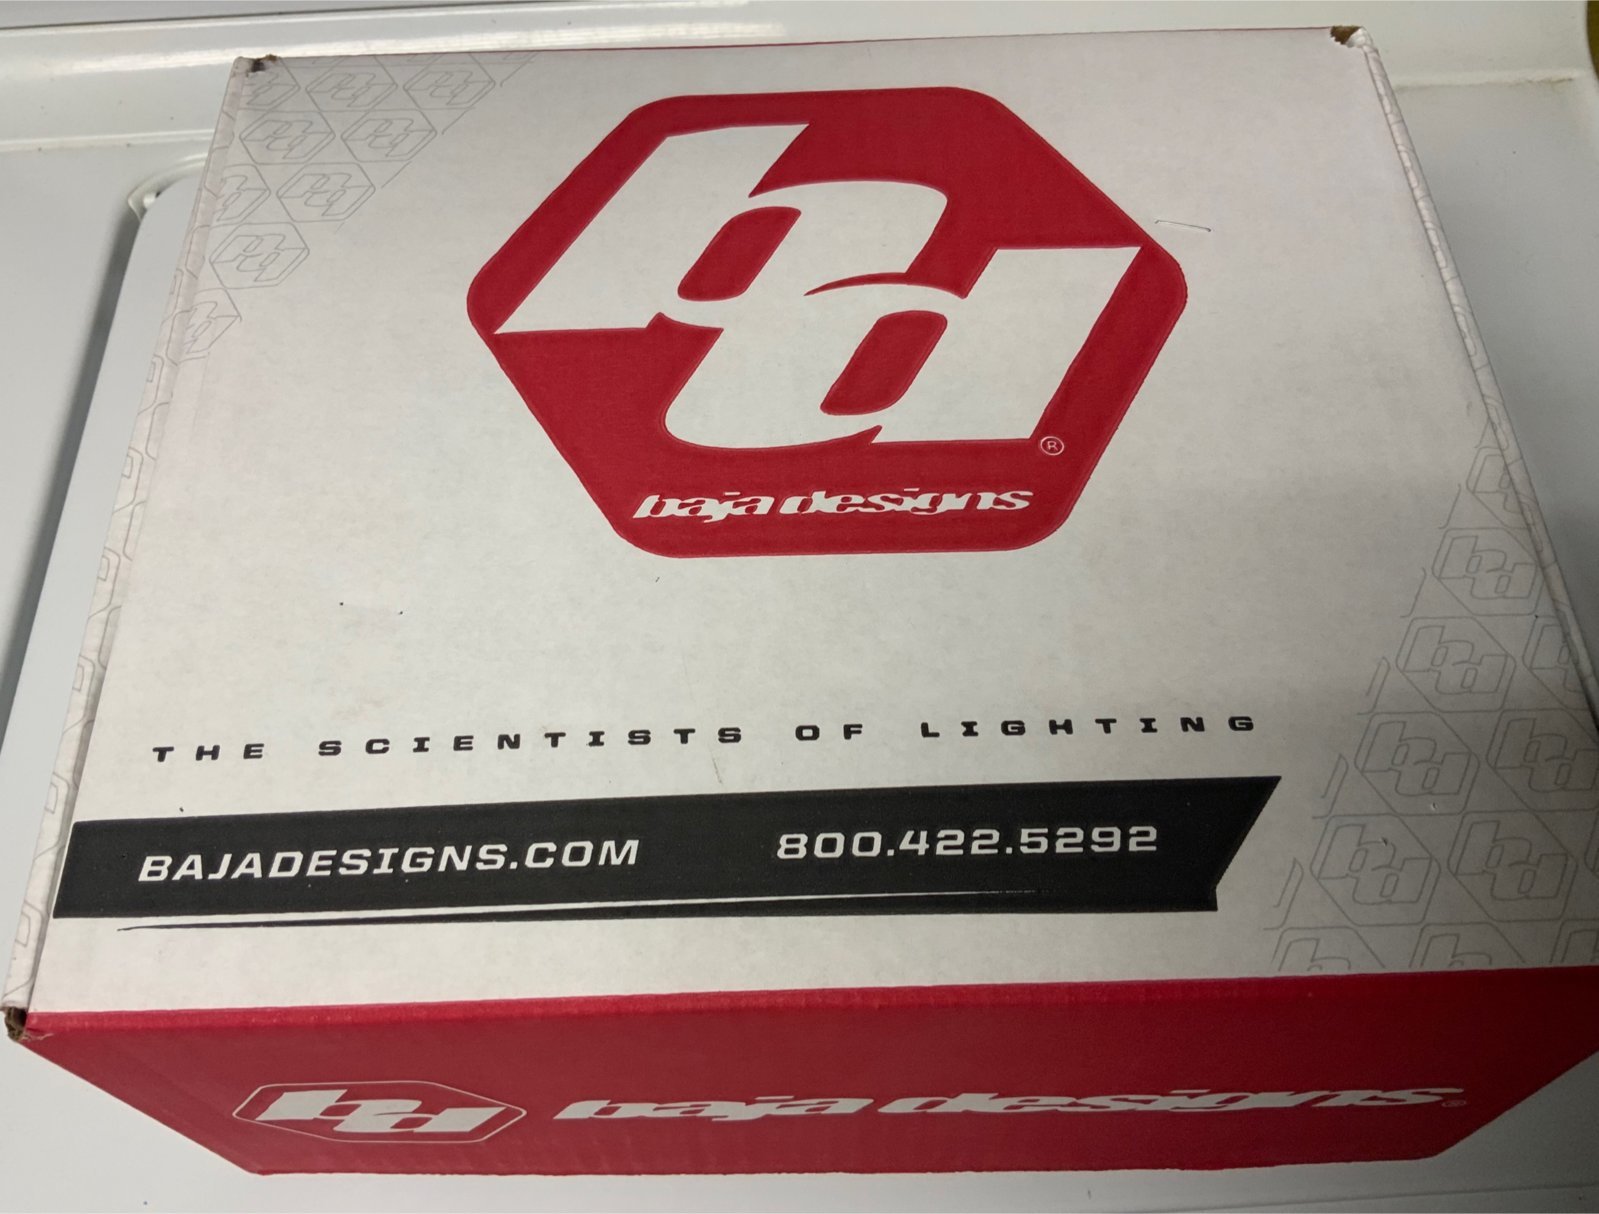 bd
®
baja designs
THE SCIENTISTS OF LIGHTING
BAJADESIGNS.COM 800.422.5292
bd baja designs®